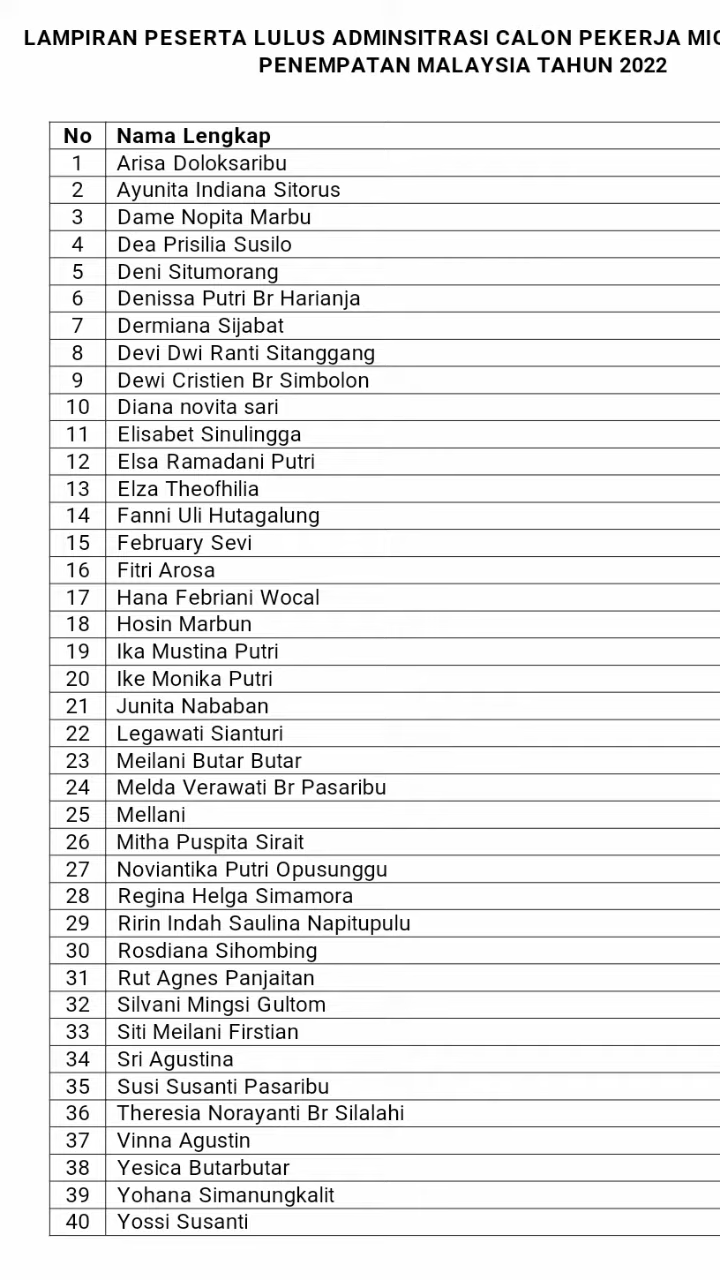 LAMPIRAN PESERTA LULUS ADMINSITRASI CALON PEKERJA
PENEMPATAN MALAYSIA TAHUN 2022
No Nama Lengkap
1 Arisa Doloksaribu
2 Ayunita Indiana Sitorus
3 Dame Nopita Marbu
4 Dea Prisilia Susilo
5 Deni Situmorang
6 Denissa Putri Br Harianja
7 Dermiana Sijabat
8 Devi Dwi Ranti Sitanggang
9 Dewi Cristien Br Simbolon
10 Diana novita sari
11 Elisabet Sinulingga
12 Elsa Ramadani Putri
13 Elza Theofhilia
14 Fanni Uli Hutagalung
15 February Sevi
16 Fitri Arosa
17 Hana Febriani Wocal
18 Hosin Marbun
19 Ika Mustina Putri
20 Ike Monika Putri
21 Junita Nababan
22 Legawati Sianturi
23 Meilani Butar Butar
24 Melda Verawati Br Pasaribu
25 Mellani
26 Mitha Puspita Sirait
27 Noviantika Putri Opusunggu
28 Regina Helga Simamora
29 Ririn Indah Saulina Napitupulu
30 Rosdiana Sihombing
31 Rut Agnes Panjaitan
32 Silvani Mingsi Gultom
33 Siti Meilani Firstian
34 Sri Agustina
35 Susi Susanti Pasaribu
36 Theresia Norayanti Br Silalahi
37 Vinna Agustin
38 Yesica Butarbutar
39 Yohana Simanungkalit
40 Yossi Susanti